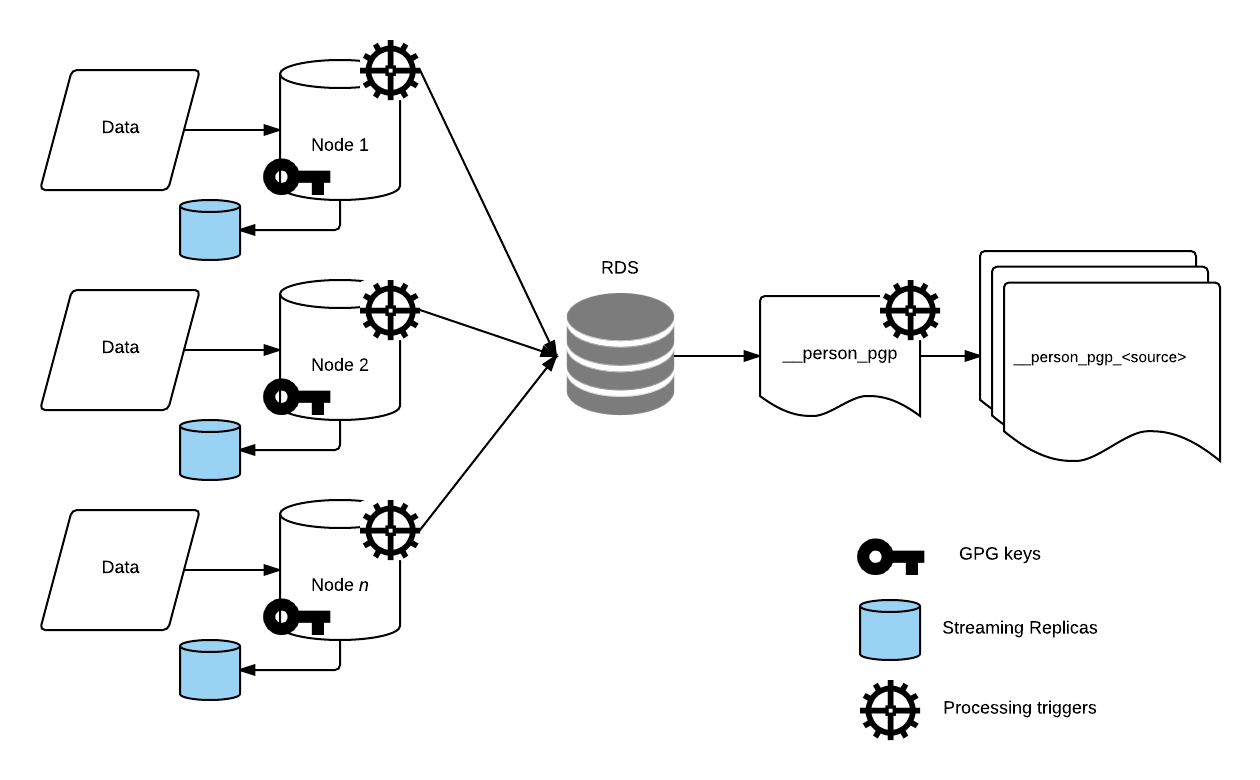 Data
Node 1
Data
Node 2
Data
Node n
RDS
__person_pgp
__person_pgp_<source>
GPG keys
Streaming Replicas
Processing triggers